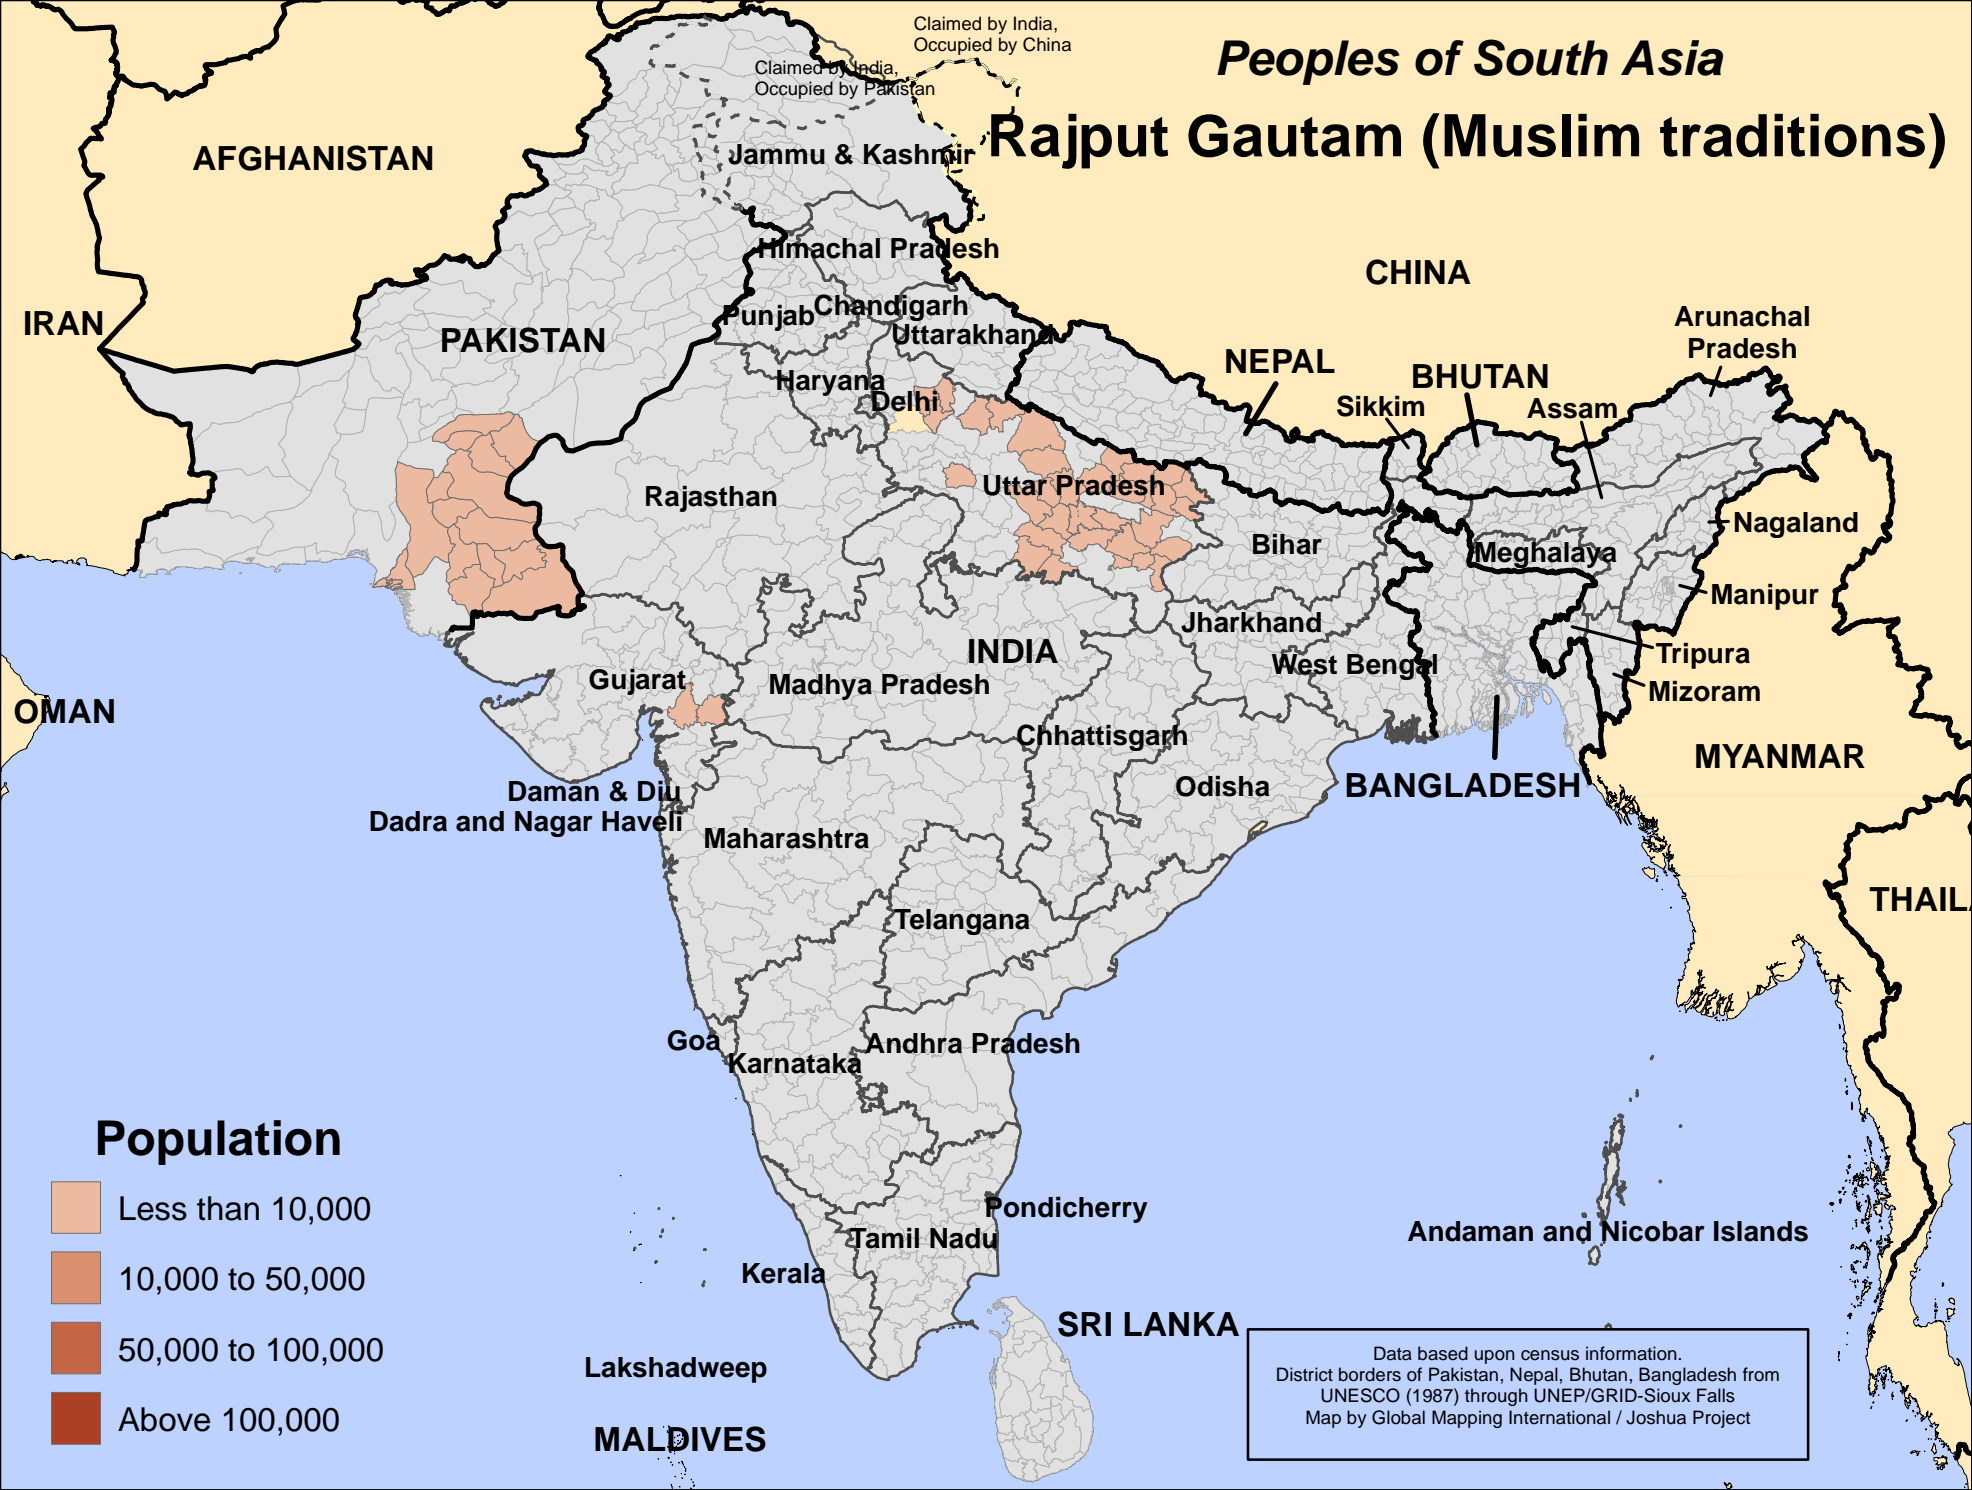 Claimed by India,
Occupied by China
Peoples of South Asia
Claimed by India,
Occupied by Pakistan
Rajput Gautam (Muslim traditions)
AFGHANISTAN
Jammu & Kashmir
Himachal Pradesh
CHINA
IRAN
PAKISTAN
Punjab
Chandigarh
Uttarakhand
Arunachal
Pradesh
NEPAL
BHUTAN
Haryana
Delhi
Sikkim
Assam
Rajasthan
Uttar Pradesh
Bihar
Nagaland
Meghalaya
Manipur
Jharkhand
INDIA
West Bengal
Tripura
Gujarat
Madhya Pradesh
Mizoram
OMAN
Chhattisgarh
MYANMAR
Odisha
BANGLADESH
Daman & Diu
Dadra and Nagar Haveli
Maharashtra
Telangana
THAIL
Goa
Karnataka
Andhra Pradesh
Population
Less than 10,000
10,000 to 50,000
50,000 to 100,000
Above 100,000
Pondicherry
Tamil Nadu
Kerala
Andaman and Nicobar Islands
SRI LANKA
Lakshadweep
MALDIVES
Data based upon census information.
District borders of Pakistan, Nepal, Bhutan, Bangladesh from
UNESCO (1987) through UNEP/GRID-Sioux Falls
Map by Global Mapping International / Joshua Project